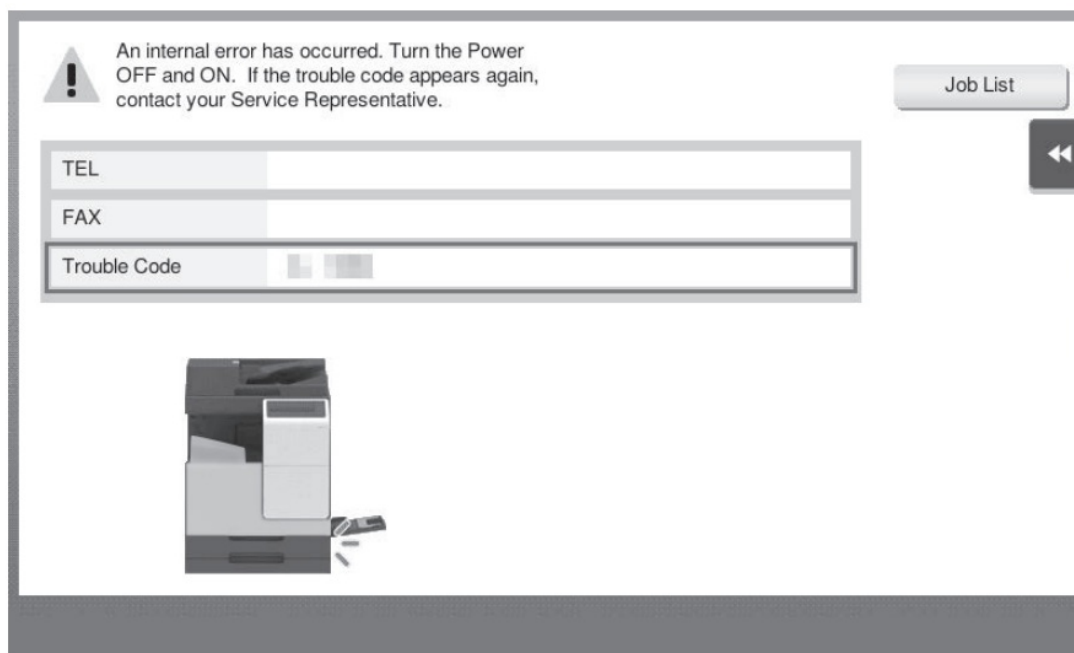 An internal error has occurred. Turn the Power
OFF and ON.  If the trouble code appears again,
contact your Service Representative.
Job List
TEL
FAX
Trouble Code